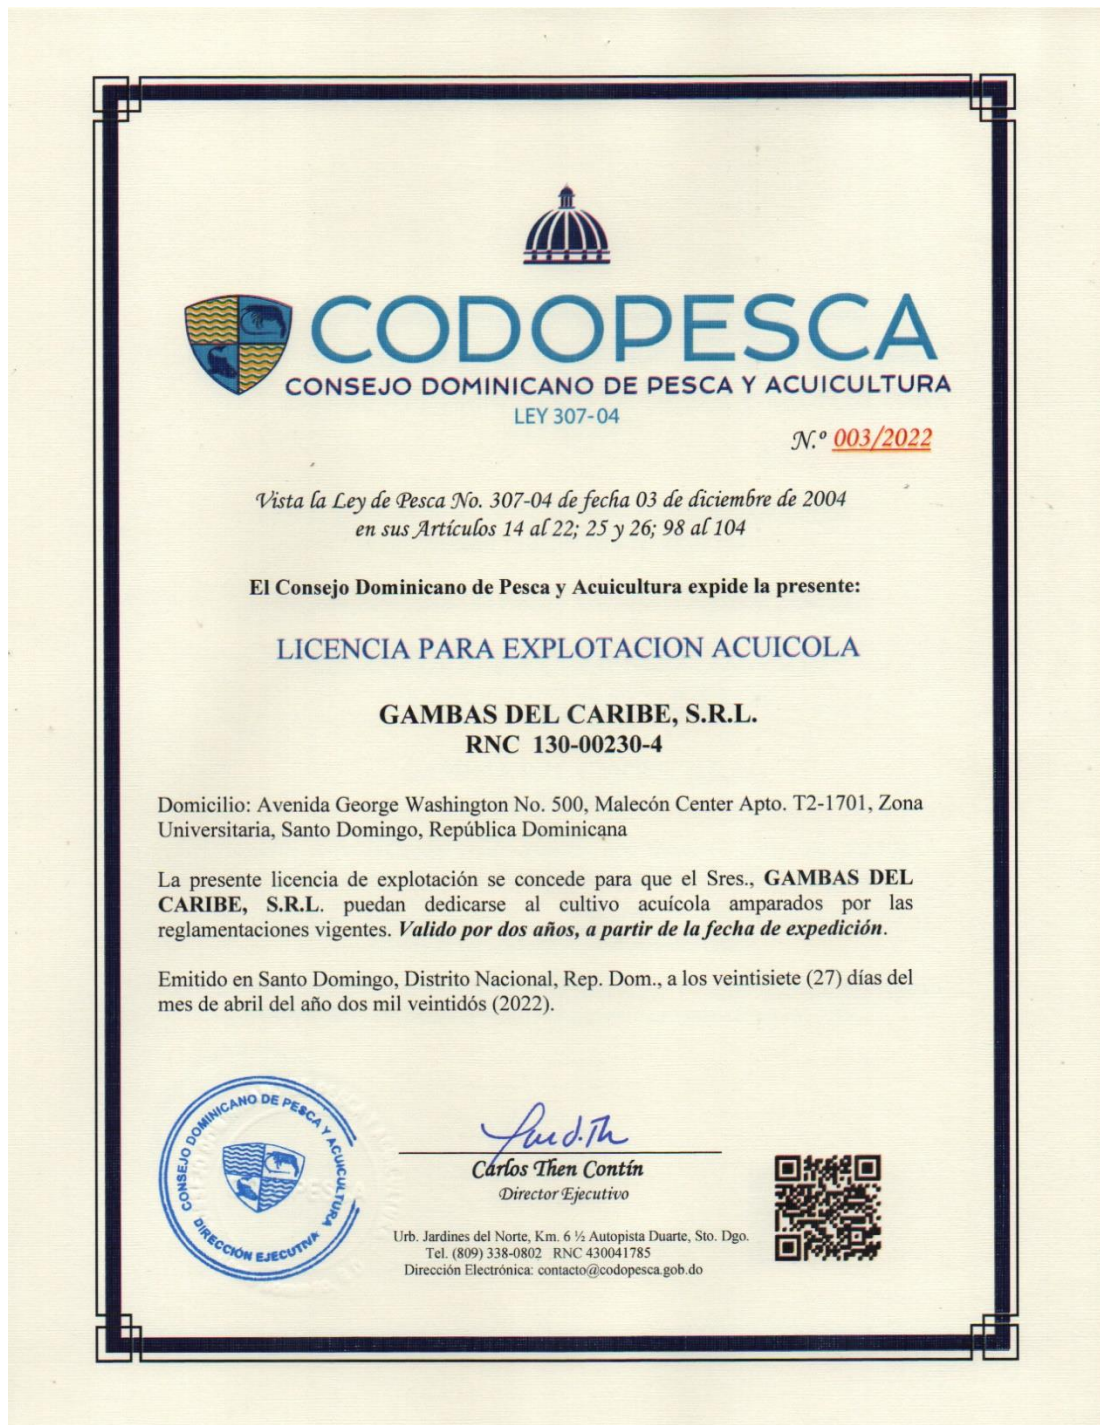 CODOPESCA
CONSEJO DOMINICANO DE PESCA Y ACUICULTURA
LEY 307-04
N.º 003/2022
Vista la Ley de Pesca No. 307-04 de fecha 03 de diciembre de 2004
en sus Artículos 14 al 22; 25 y 26; 98 al 104
El Consejo Dominicano de Pesca y Acuicultura expide la presente:
LICENCIA PARA EXPLOTACION ACUICOLA
GAMBAS DEL CARIBE, S.R.L.
RNC 130-00230-4
Domicilio: Avenida George Washington No. 500, Malecón Center Apto. T2-1701, Zona
Universitaria, Santo Domingo, República Dominicana
La presente licencia de explotación se concede para que el Sres., GAMBAS DEL
CARIBE, S.R.L. puedan dedicarse al cultivo acuícola amparados por las
reglamentaciones vigentes. Valido por dos años, a partir de la fecha de expedición.
Emitido en Santo Domingo, Distrito Nacional, Rep. Dom., a los veintisiete (27) días del
mes de abril del año dos mil veintidós (2022).
CONSEJO DOMINICANO DE PESCA Y ACUICULTURA
DIRECCIÓN EJECUTIVA
Carlos Then Contín
Director Ejecutivo
Urb. Jardines del Norte, Km. 6 ½ Autopista Duarte, Sto. Dgo.
Tel. (809) 338-0802 RNC 430041785
Dirección Electrónica: contacto@codopesca.gob.do